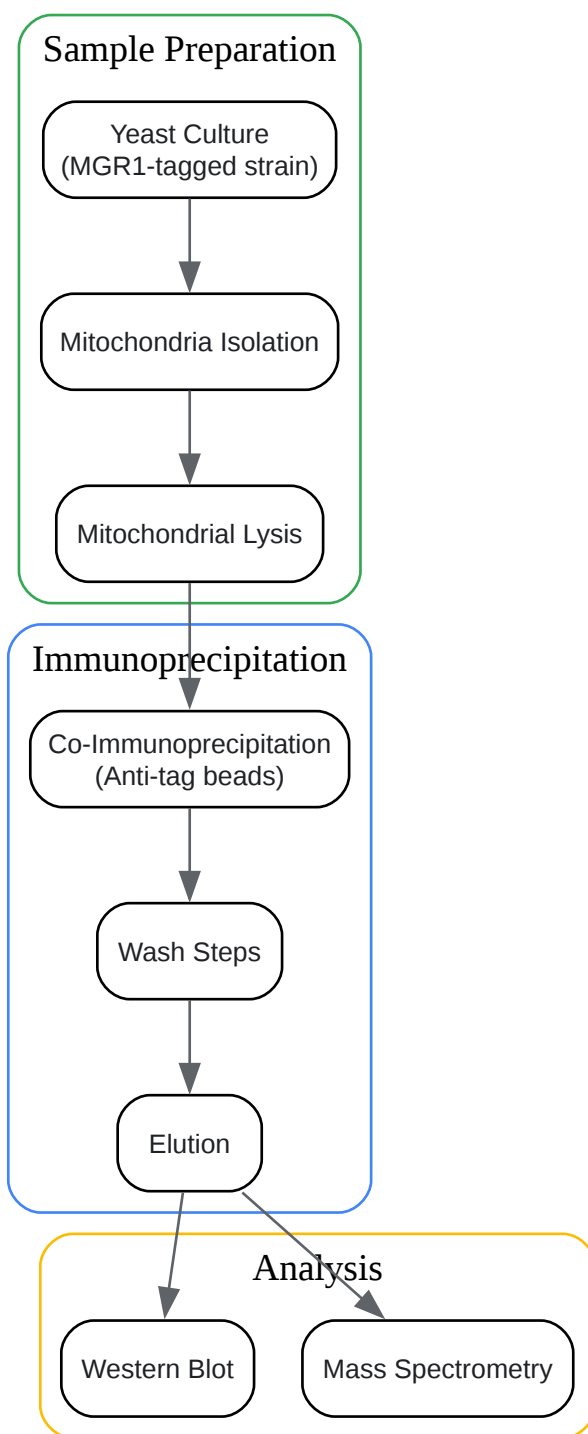 Sample Preparation
Yeast Culture
(MGR1-tagged strain)
Mitochondria Isolation
Mitochondrial Lysis
Immunoprecipitation
Co-Immunoprecipitation
(Anti-tag beads)
Wash Steps
Elution
Analysis
Western Blot
Mass Spectrometry